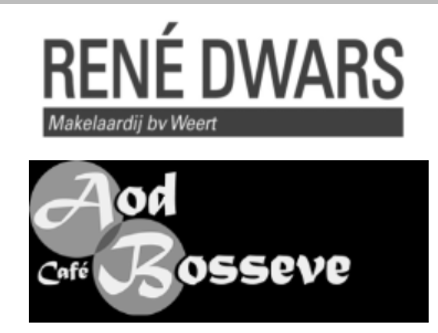 RENÉ DWARS
Makelaardij bv Weert
Aod
Café Bosseve